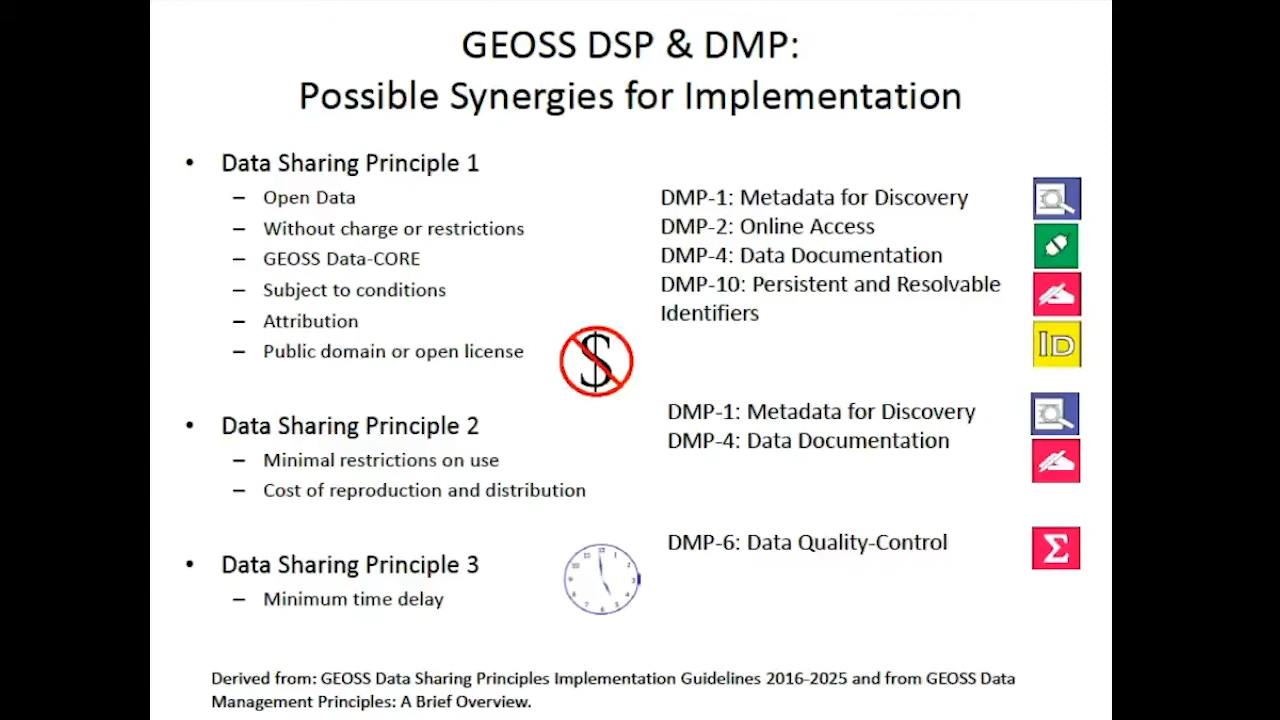 GEOSS DSP & DMP:
Possible Synergies for Implementation
• Data Sharing Principle 1
– Open Data
– Without charge or restrictions
– GEOSS Data-CORE
– Subject to conditions
– Attribution
– Public domain or open license
$
DMP-1: Metadata for Discovery
DMP-2: Online Access
DMP-4: Data Documentation
DMP-10: Persistent and Resolvable
Identifiers
ID
• Data Sharing Principle 2
– Minimal restrictions on use
– Cost of reproduction and distribution
DMP-1: Metadata for Discovery
DMP-4: Data Documentation
• Data Sharing Principle 3
– Minimum time delay
DMP-6: Data Quality-Control
Σ
Derived from: GEOSS Data Sharing Principles Implementation Guidelines 2016-2025 and from GEOSS Data
Management Principles: A Brief Overview.